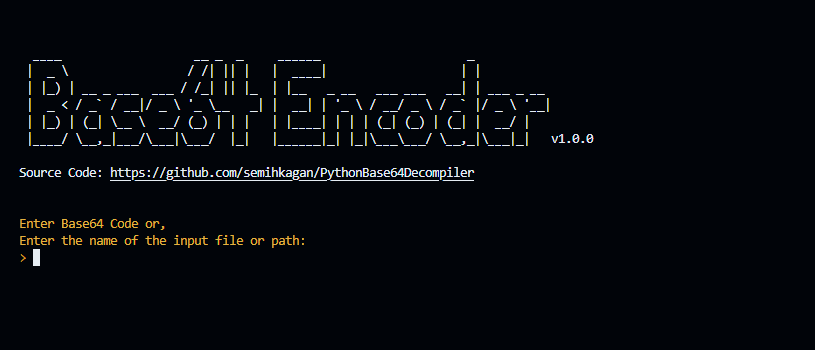 Base64 Encoder
v1.0.0
Source Code: https://github.com/semihkagan/PythonBase64Decompiler
Enter Base64 Code or,
Enter the name of the input file or path:
>